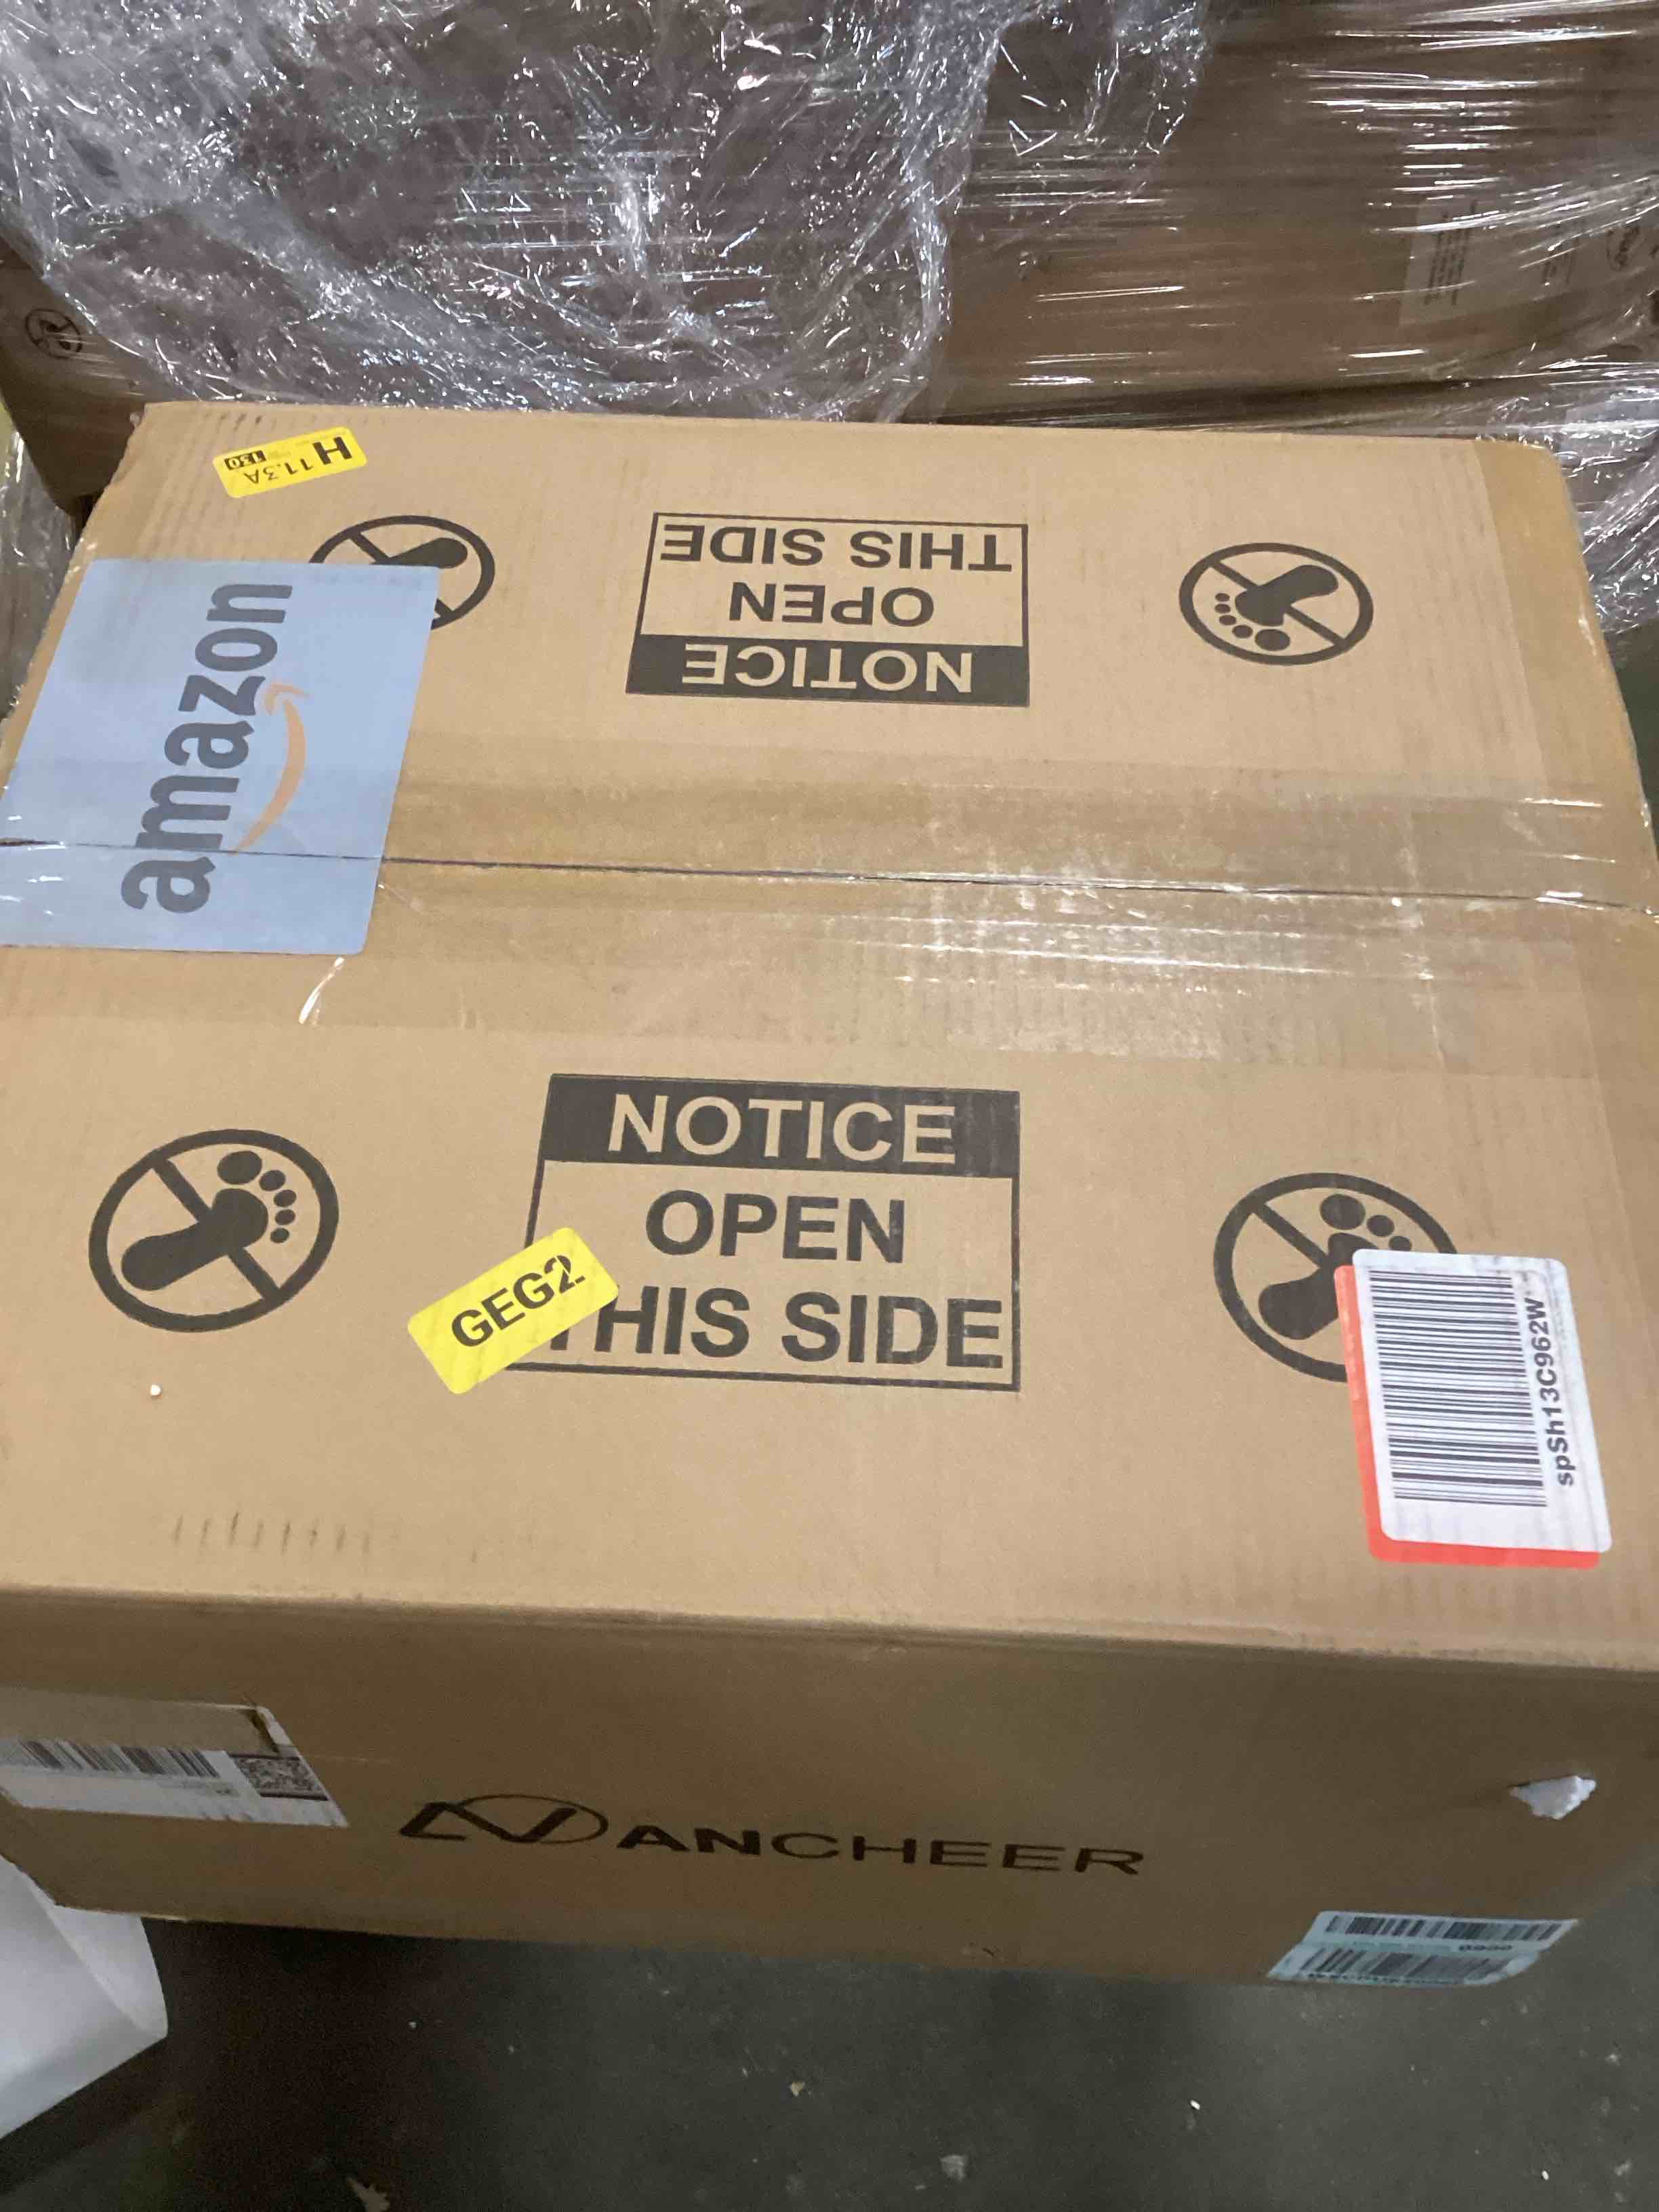 H 11.3A
130
THIS SIDE
OPEN
NOTICE
amazon
NOTICE
OPEN
THIS SIDE
GEG2
spSh13C962W
ANCHEER